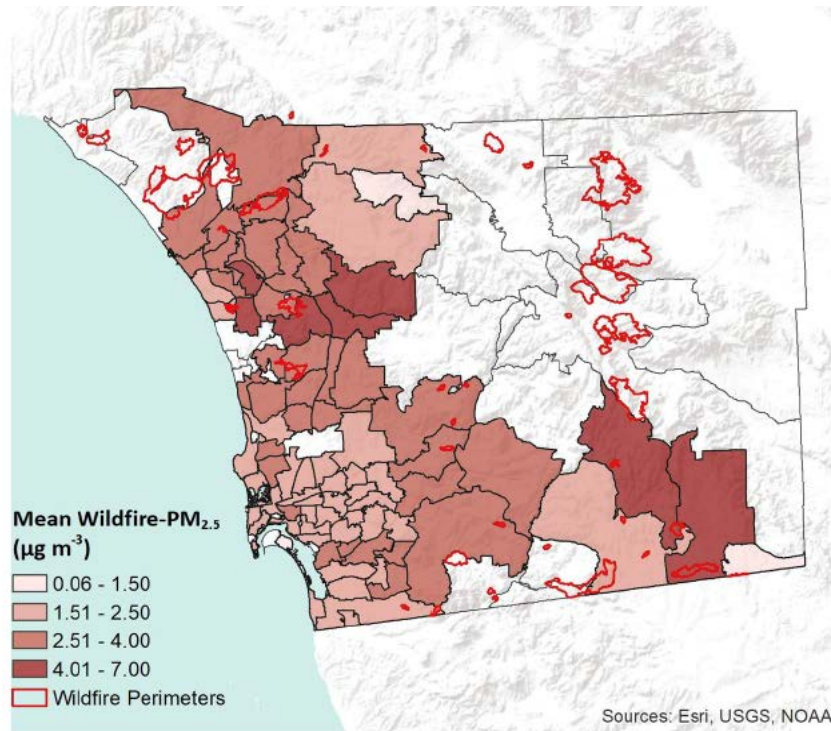 Mean Wildfire-PM2.5
(µg m-3)
0.06 - 1.50
1.51 - 2.50
2.51 - 4.00
4.01 - 7.00
Wildfire Perimeters
Sources: Esri, USGS, NOAA